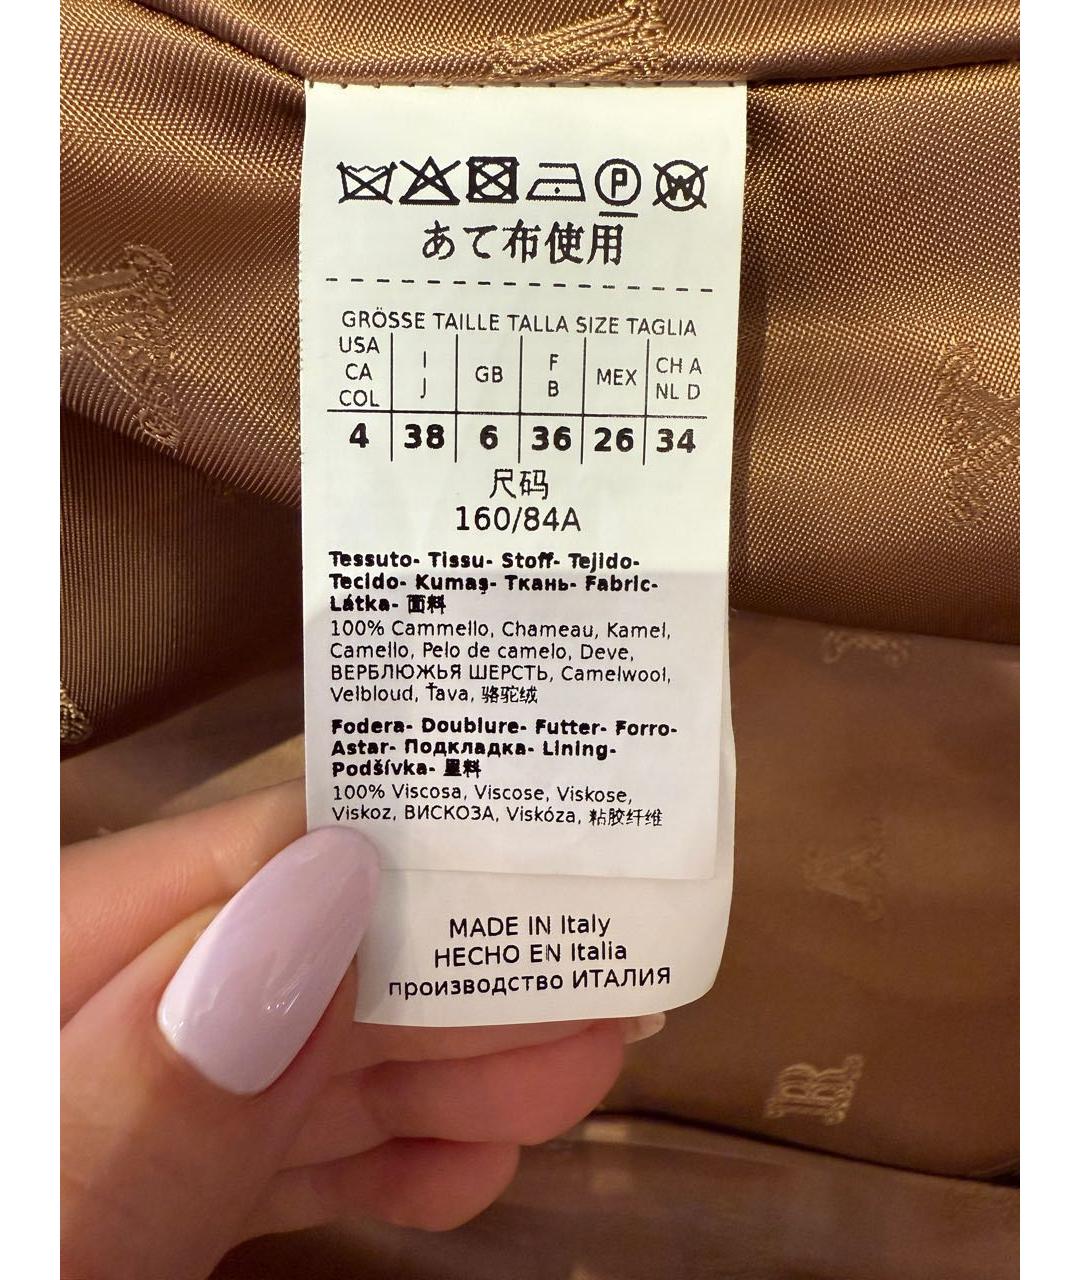 P W
あて布使用
GRÖSSE TAILLE TALLA SIZE TAGLIA
USA CA COL | I J | GB | F B | MEX | CH A NL D
4 | 38 | 6 | 36 | 26 | 34
尺码
160/84A
Tessuto- Tissu- Stoff- Tejido-
Tecido- Kumaş- Ткань- Fabric-
Látka- 面料
100% Cammello, Chameau, Kamel,
Camello, Pelo de camelo, Deve,
ВЕРБЛЮЖЬЯ ШЕРСТЬ, Camelwool,
Velbloud, Ťava, 骆驼绒
Fodera- Doublure- Futter- Forro-
Astar- Подкладка- Lining-
Podšívka- 里料
100% Viscosa, Viscose, Viskose,
Viskoz, ВИСКОЗА, Viskóza, 粘胶纤维
MADE IN Italy
HECHO EN Italia
производство ИТАЛИЯ